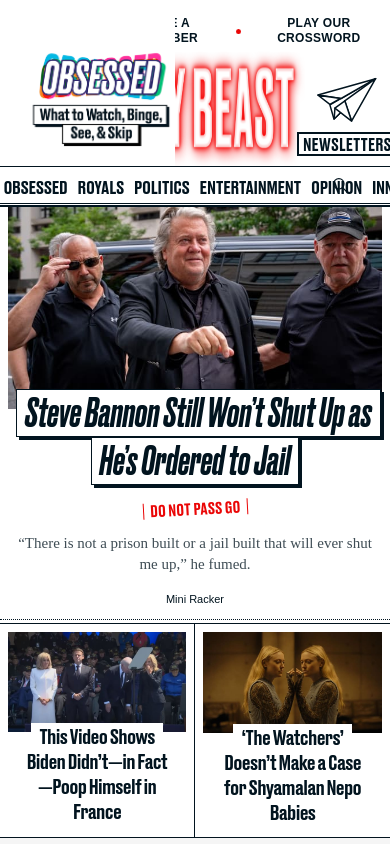 E A
BER
PLAY OUR
CROSSWORD
OBSESSED
What to Watch, Binge,
See, & Skip
Y BEAST
NEWSLETTERS
OBSESSED ROYALS POLITICS ENTERTAINMENT OPINION INN
Steve Bannon Still Won’t Shut Up as
He’s Ordered to Jail
DO NOT PASS GO
“There is not a prison built or a jail built that will ever shut
me up,” he fumed.
Mini Racker
This Video Shows
Biden Didn’t—in Fact
—Poop Himself in
France
‘The Watchers’
Doesn’t Make a Case
for Shyamalan Nepo
Babies